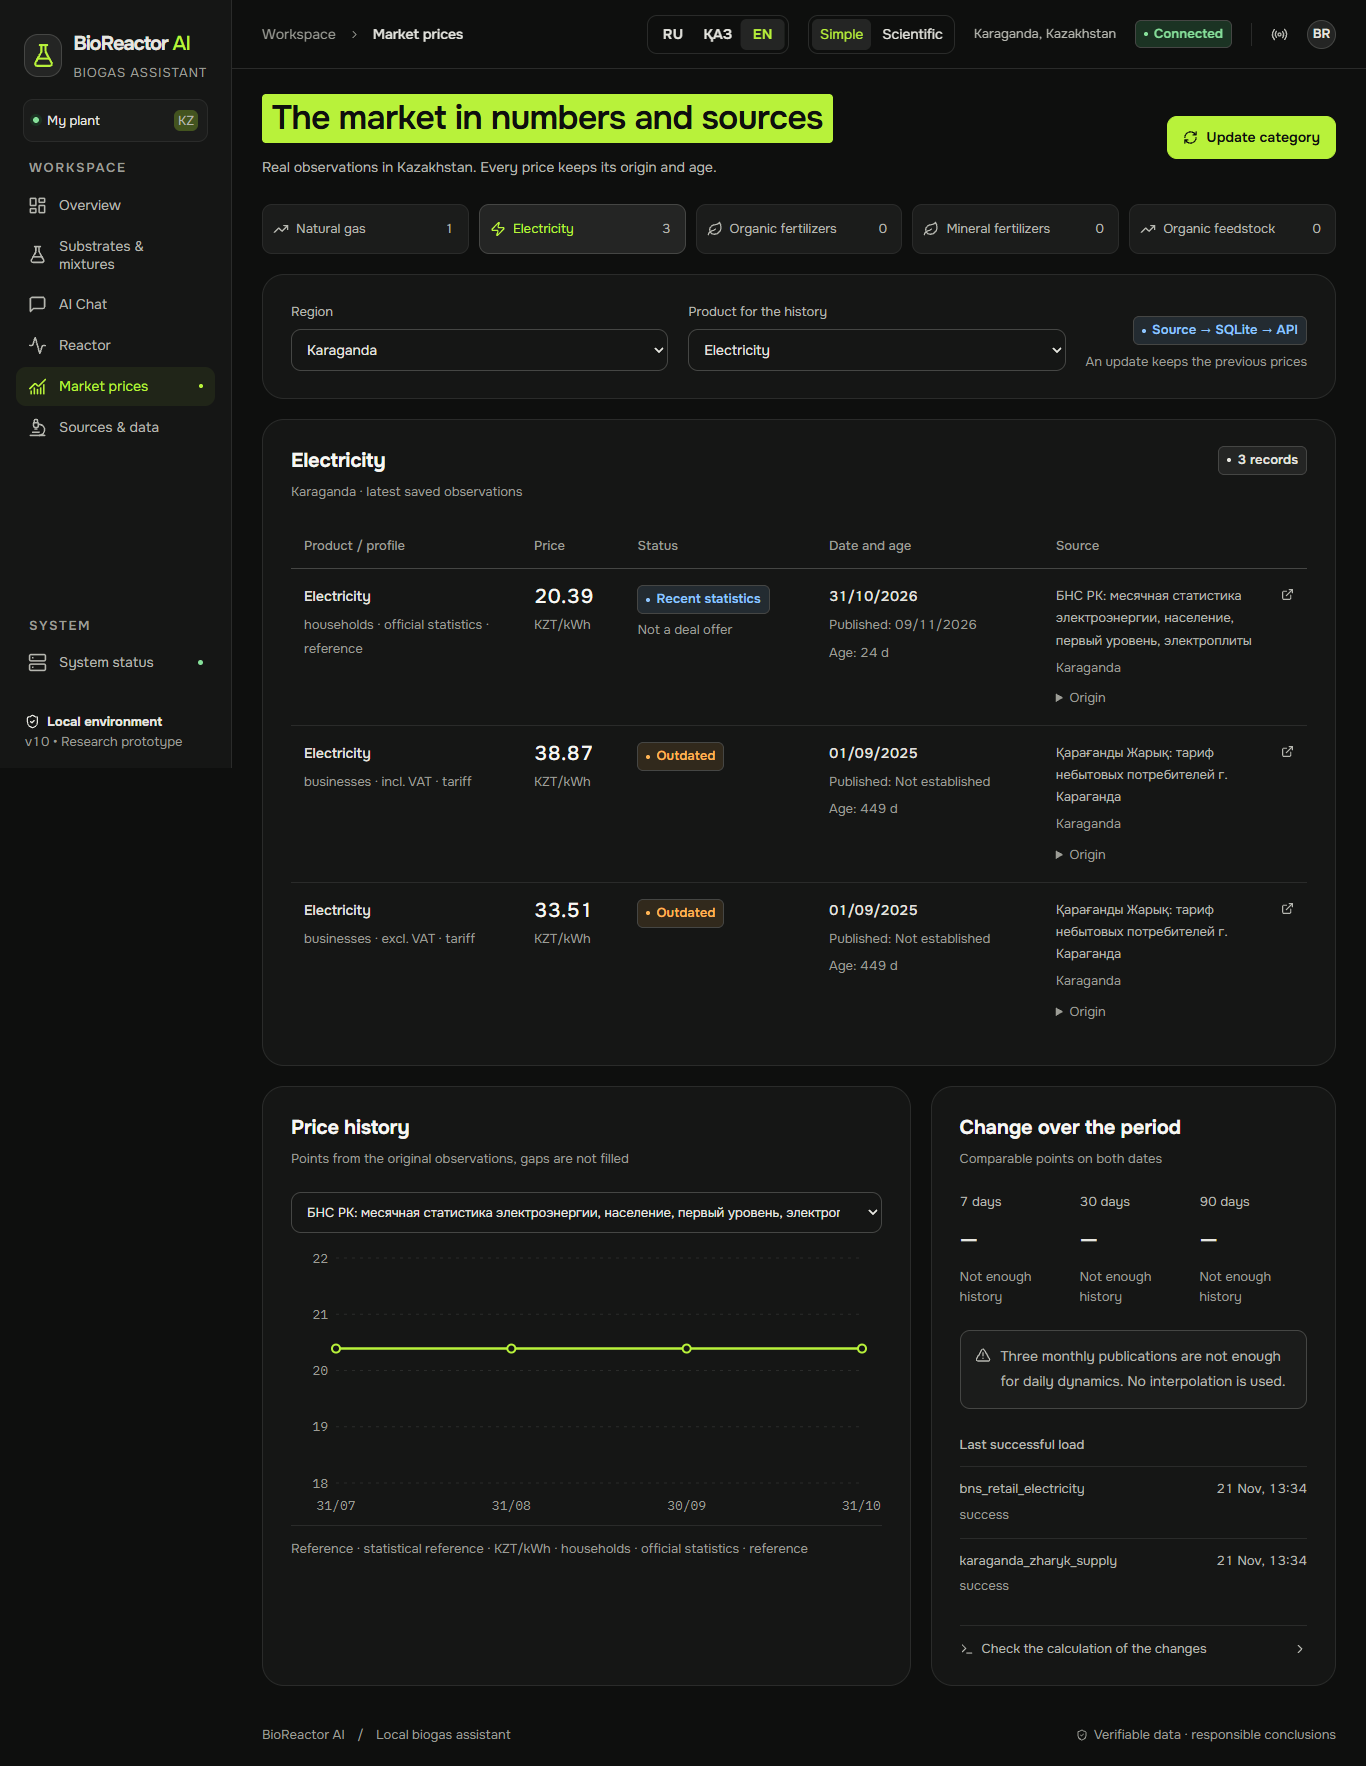 BioReactor AI
BIOGAS ASSISTANT
My plant
KZ
WORKSPACE
Overview
Substrates &
mixtures
AI Chat
Reactor
Market prices
Sources & data
SYSTEM
System status
Local environment
v10 • Research prototype
Workspace > Market prices
RU ҚАЗ EN
Simple Scientific
Karaganda, Kazakhstan
Connected
BR
The market in numbers and sources
Real observations in Kazakhstan. Every price keeps its origin and age.
Update category
Natural gas 1
Electricity 3
Organic fertilizers 0
Mineral fertilizers 0
Organic feedstock 0
Region
Karaganda
Product for the history
Electricity
Source → SQLite → API
An update keeps the previous prices
Electricity
Karaganda · latest saved observations
3 records
Product / profile Price Status Date and age Source
Electricity
households · official statistics ·
reference
20.39
KZT/kWh
Recent statistics
Not a deal offer
31/10/2026
Published: 09/11/2026
Age: 24 d
БНС РК: месячная статистика
электроэнергии, население,
первый уровень, электроплиты
Karaganda
Origin
Electricity
businesses · incl. VAT · tariff
38.87
KZT/kWh
Outdated
01/09/2025
Published: Not established
Age: 449 d
Қарағанды Жарық: тариф
небытовых потребителей г.
Караганда
Karaganda
Origin
Electricity
businesses · excl. VAT · tariff
33.51
KZT/kWh
Outdated
01/09/2025
Published: Not established
Age: 449 d
Қарағанды Жарық: тариф
небытовых потребителей г.
Караганда
Karaganda
Origin
Price history
Points from the original observations, gaps are not filled
БНС РК: месячная статистика электроэнергии, население, первый уровень, электропл
22
21
20
19
18
31/07 31/08 30/09 31/10
Reference · statistical reference · KZT/kWh · households · official statistics · reference
Change over the period
Comparable points on both dates
7 days 30 days 90 days
— — —
Not enough
history
Not enough
history
Not enough
history
Three monthly publications are not enough
for daily dynamics. No interpolation is used.
Last successful load
bns_retail_electricity 21 Nov, 13:34
success
karaganda_zharyk_supply 21 Nov, 13:34
success
Check the calculation of the changes
BioReactor AI / Local biogas assistant
Verifiable data · responsible conclusions